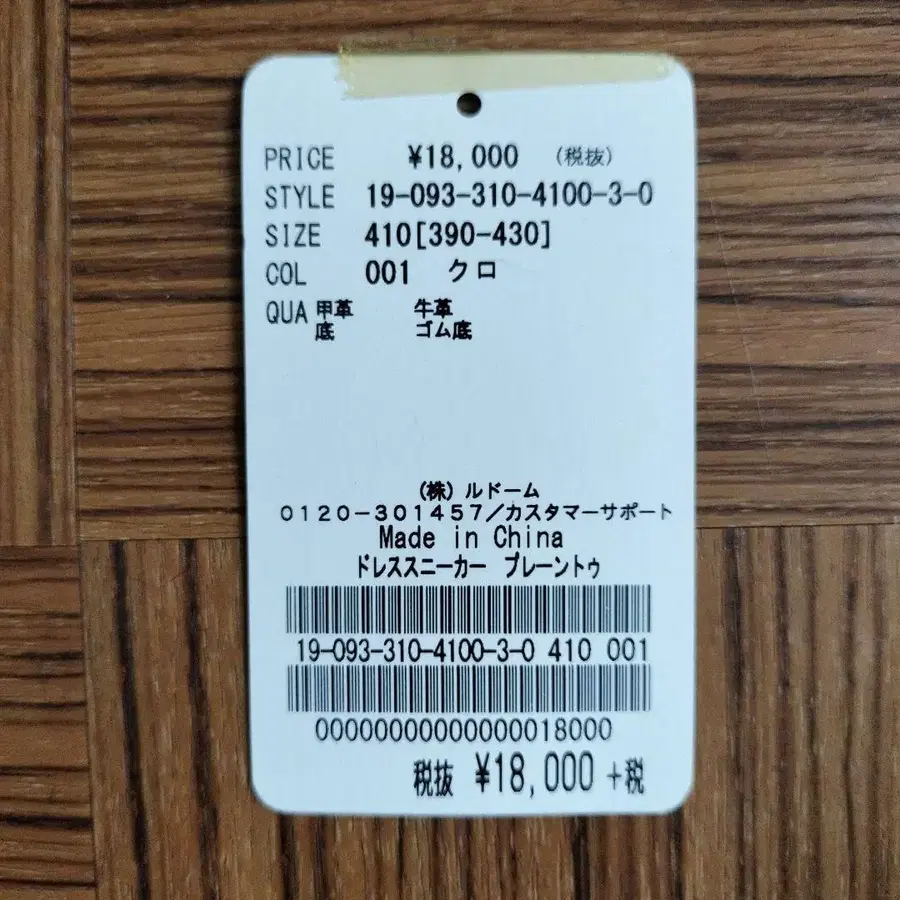 PRICE ¥18,000 (税抜)
STYLE 19-093-310-4100-3-0
SIZE 410[390-430]
COL 001 クロ
QUA 甲革 牛革
底 ゴム底
(株) ルドーム
0120-301457/カスタマーサポート
Made in China
ドレススニーカー プレーントゥ
19-093-310-4100-3-0 410 001
00000000000000018000
税抜 ¥18,000 +税